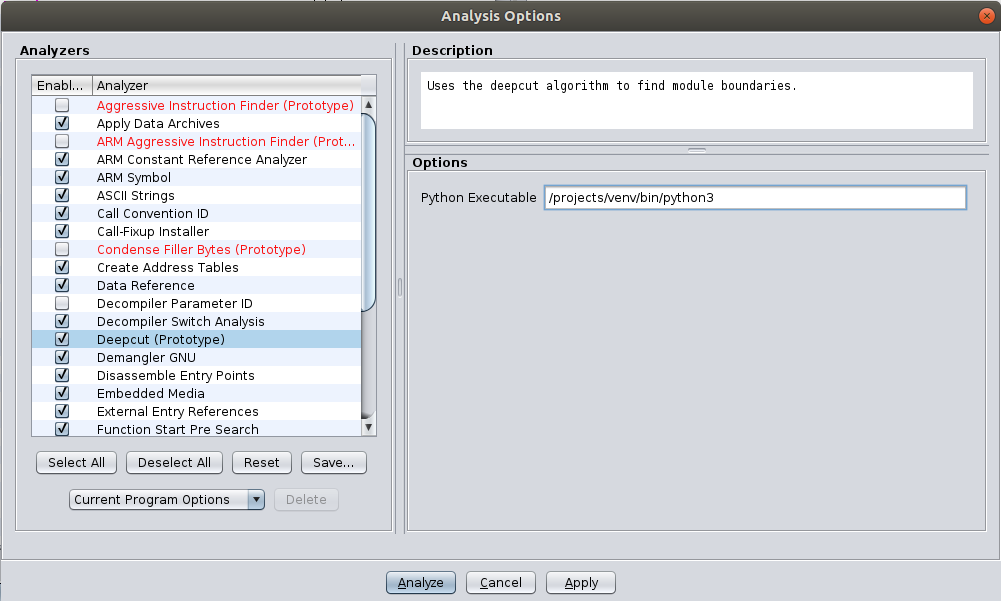 Analysis Options
Analyzers
Enabl... Analyzer
Aggressive Instruction Finder (Prototype)
Apply Data Archives
ARM Aggressive Instruction Finder (Prot...
ARM Constant Reference Analyzer
ARM Symbol
ASCII Strings
Call Convention ID
Call-Fixup Installer
Condense Filler Bytes (Prototype)
Create Address Tables
Data Reference
Decompiler Parameter ID
Decompiler Switch Analysis
Deepcut (Prototype)
Demangler GNU
Disassemble Entry Points
Embedded Media
External Entry References
Function Start Pre Search
Select All Deselect All Reset Save...
Current Program Options Delete
Description
Uses the deepcut algorithm to find module boundaries.
Options
Python Executable /projects/venv/bin/python3
Analyze Cancel Apply